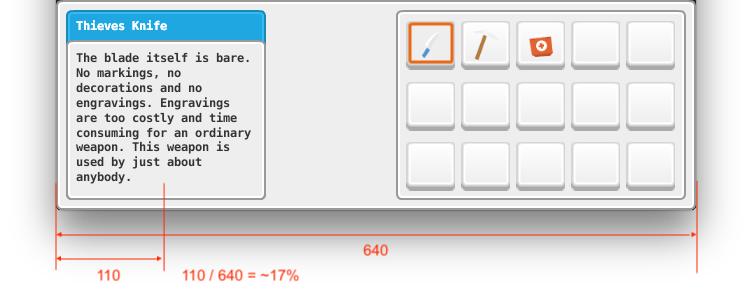 Thieves Knife
The blade itself is bare.
No markings, no
decorations and no
engravings. Engravings
are too costly and time
consuming for an ordinary
weapon. This weapon is
used by just about
anybody.
640
110
110 / 640 = ~17%